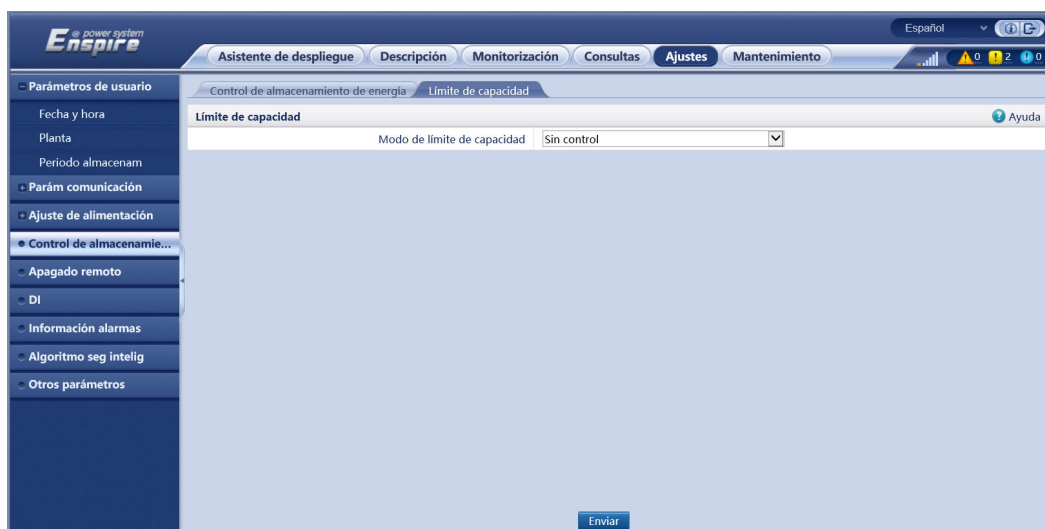 @ power system
Enspire
Español
Asistente de despliegue Descripción Monitorización Consultas Ajustes Mantenimiento
0 2 0
Parámetros de usuario
Fecha y hora
Planta
Periodo almacenam
Parám comunicación
Ajuste de alimentación
Control de almacenamie...
Apagado remoto
DI
Información alarmas
Algoritmo seg intelig
Otros parámetros
Control de almacenamiento de energía Límite de capacidad
Límite de capacidad Ayuda
Modo de límite de capacidad Sin control
Enviar